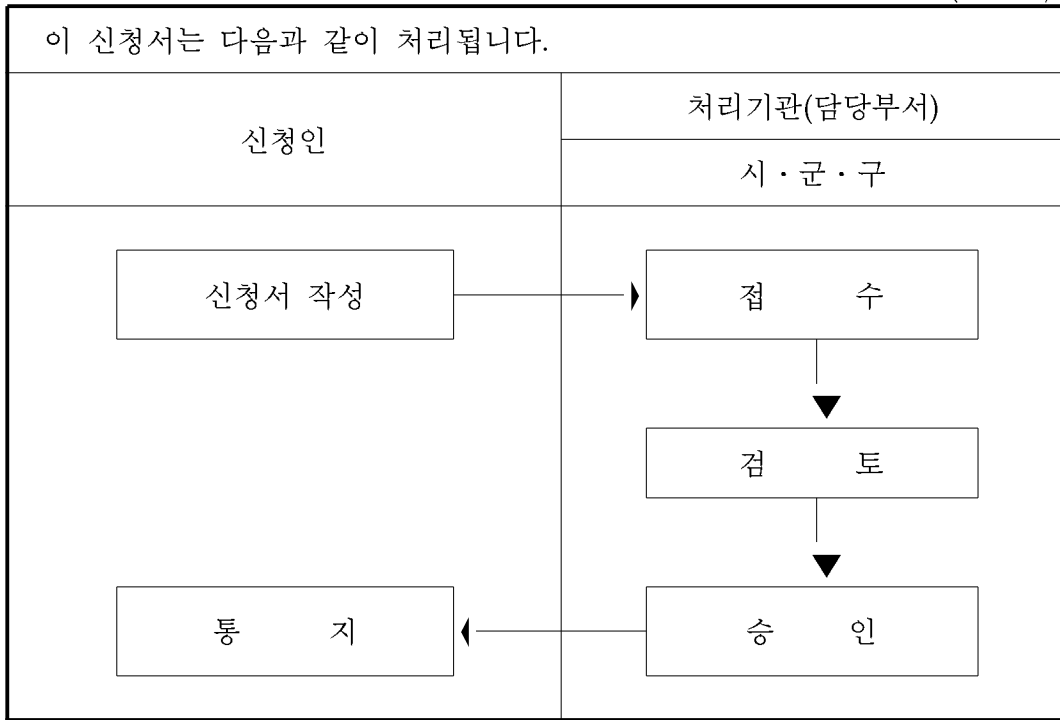 이 신청서는 다음과 같이 처리됩니다.
신청인
처리기관(담당부서)
시·군·구
신청서 작성
접 수
검 토
통 지
승 인